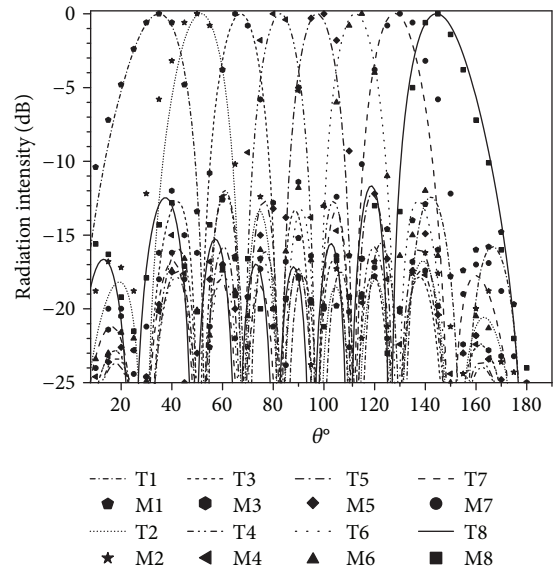 Radiation intensity (dB)
0
−5
−10
−15
−20
−25
20 40 60 80 100 120 140 160 180
θ°
T1 T3 T5 T7
M1 M3 M5 M7
T2 T4 T6 T8
M2 M4 M6 M8